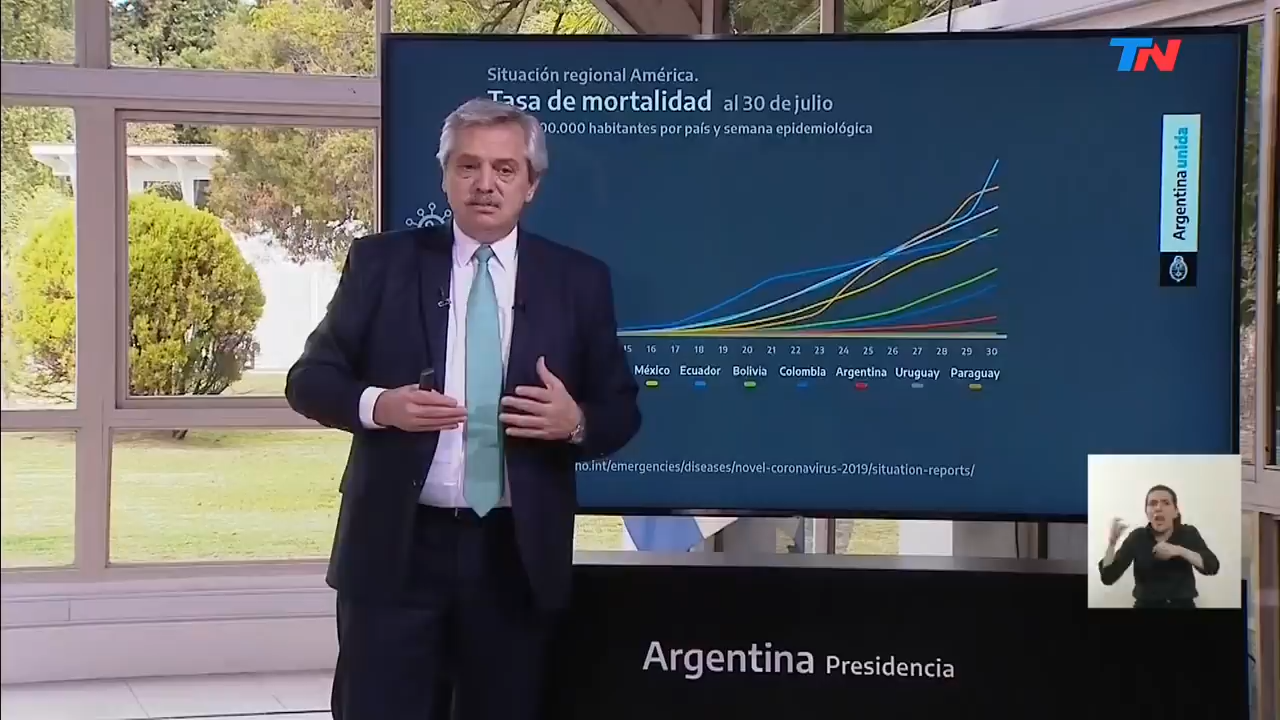 TN
Situación regional América.
Tasa de mortalidad al 30 de julio
00.000 habitantes por país y semana epidemiológica
Argentina unida
15 16 17 18 19 20 21 22 23 24 25 26 27 28 29 30
México Ecuador Bolivia Colombia Argentina Uruguay Paraguay
.int/emergencies/diseases/novel-coronavirus-2019/situation-reports/
Argentina Presidencia